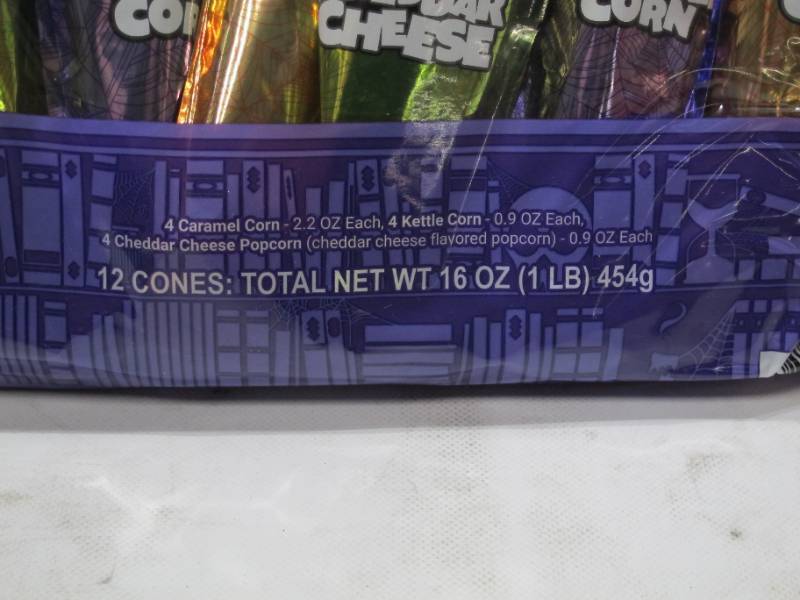 CHEDDAR
CHEESE
CORN
4 Caramel Corn - 2.2 OZ Each, 4 Kettle Corn - 0.9 OZ Each,
4 Cheddar Cheese Popcorn (cheddar cheese flavored popcorn) - 0.9 OZ Each
12 CONES: TOTAL NET WT 16 OZ (1 LB) 454g